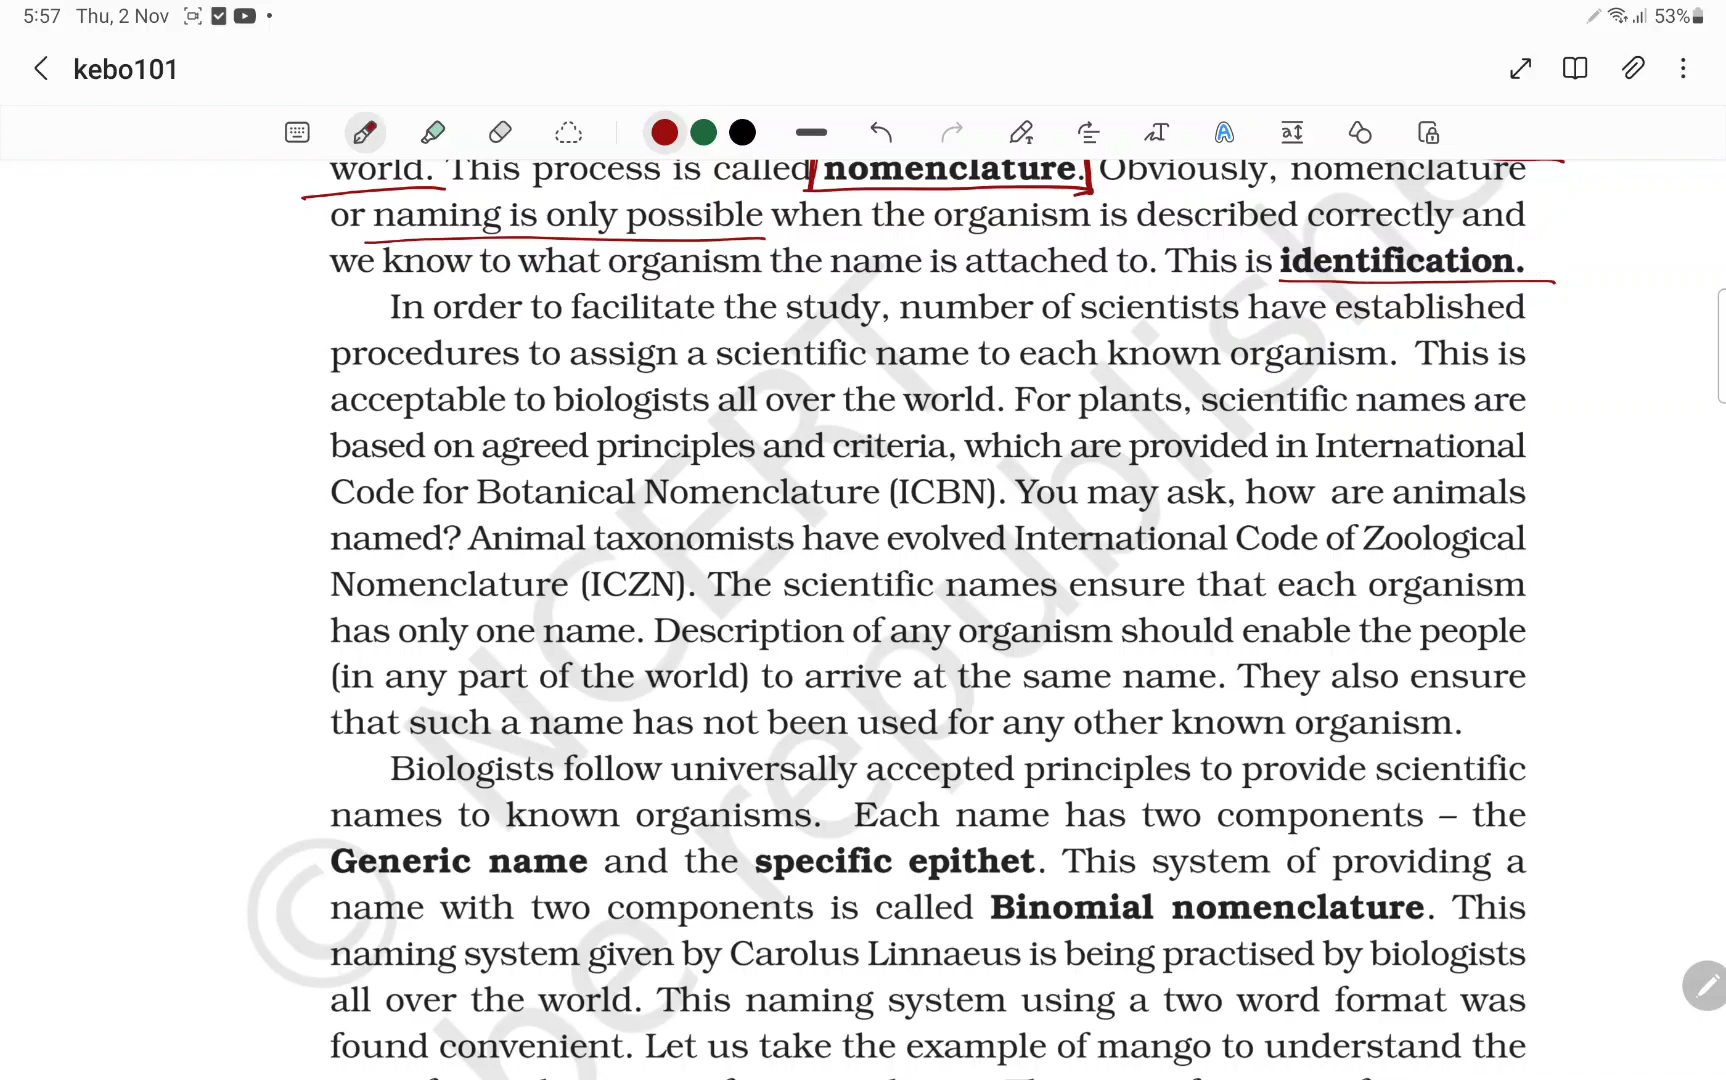 5:57 Thu, 2 Nov
53%
kebo101
world. This process is called nomenclature. Obviously, nomenclature
or naming is only possible when the organism is described correctly and
we know to what organism the name is attached to. This is identification.
In order to facilitate the study, number of scientists have established
procedures to assign a scientific name to each known organism. This is
acceptable to biologists all over the world. For plants, scientific names are
based on agreed principles and criteria, which are provided in International
Code for Botanical Nomenclature (ICBN). You may ask, how are animals
named? Animal taxonomists have evolved International Code of Zoological
Nomenclature (ICZN). The scientific names ensure that each organism
has only one name. Description of any organism should enable the people
(in any part of the world) to arrive at the same name. They also ensure
that such a name has not been used for any other known organism.
Biologists follow universally accepted principles to provide scientific
names to known organisms. Each name has two components – the
Generic name and the specific epithet. This system of providing a
name with two components is called Binomial nomenclature. This
naming system given by Carolus Linnaeus is being practised by biologists
all over the world. This naming system using a two word format was
found convenient. Let us take the example of mango to understand the
© NCERT
be republishe